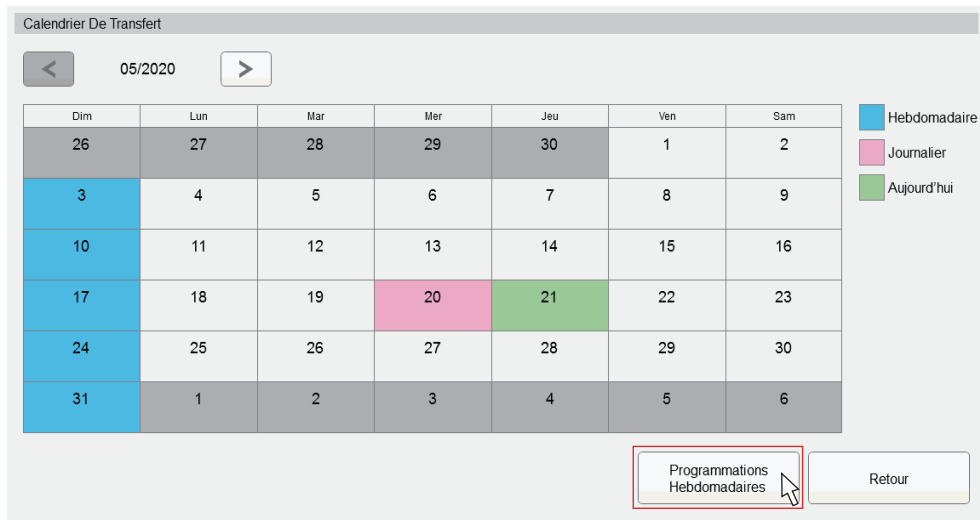 Calendrier De Transfert
< 05/2020 >
Dim Lun Mar Mer Jeu Ven Sam
26 27 28 29 30 1 2
3 4 5 6 7 8 9
10 11 12 13 14 15 16
17 18 19 20 21 22 23
24 25 26 27 28 29 30
31 1 2 3 4 5 6
Hebdomadaire
Journalier
Aujourd'hui
Programmations
Hebdomadaires
Retour